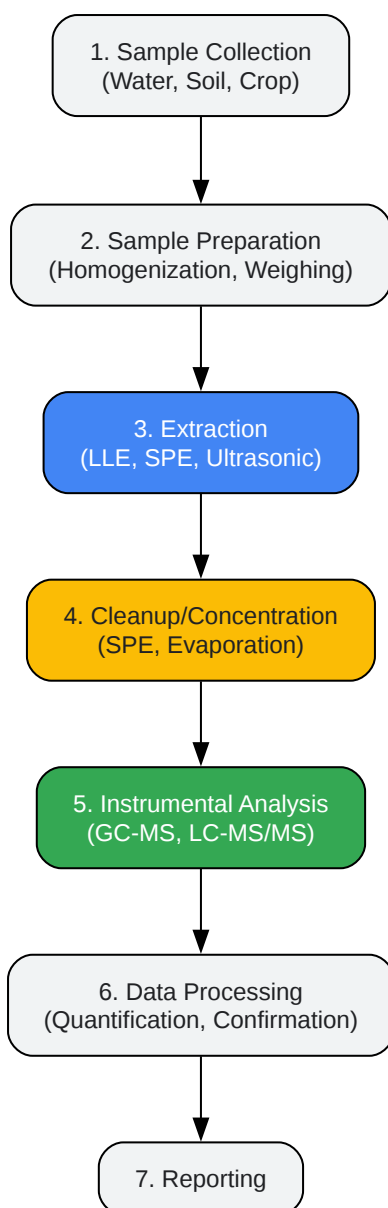 1. Sample Collection
(Water, Soil, Crop)
2. Sample Preparation
(Homogenization, Weighing)
3. Extraction
(LLE, SPE, Ultrasonic)
4. Cleanup/Concentration
(SPE, Evaporation)
5. Instrumental Analysis
(GC-MS, LC-MS/MS)
6. Data Processing
(Quantification, Confirmation)
7. Reporting